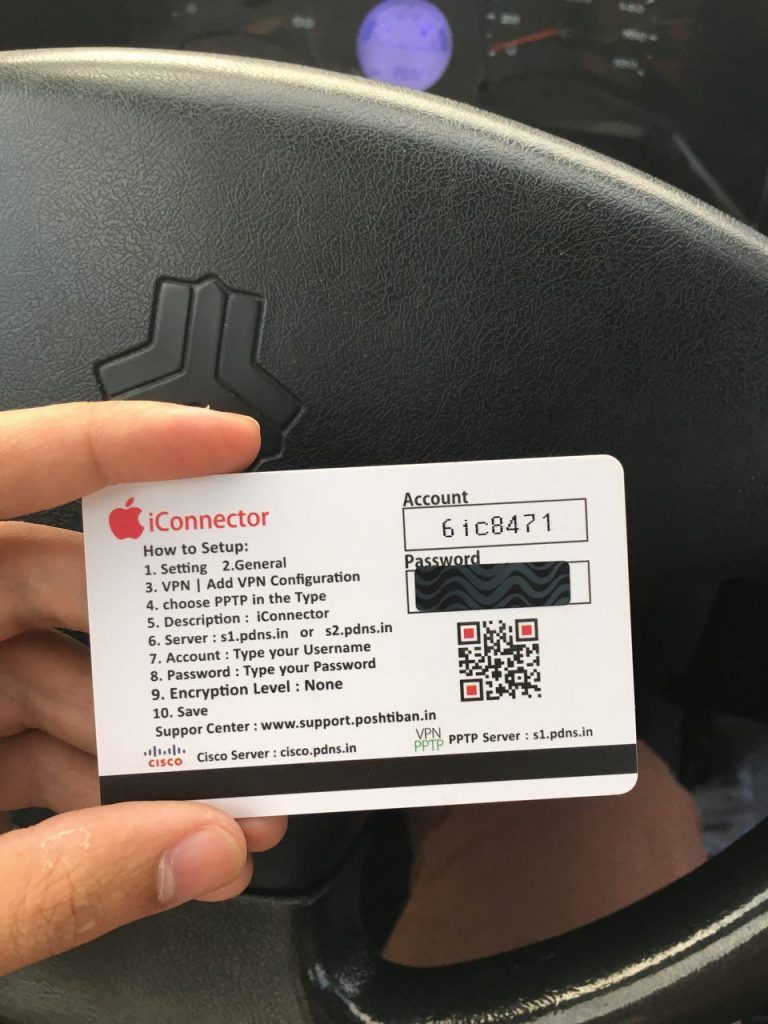 iConnector
How to Setup:
1. Setting 2.General
3. VPN | Add VPN Configuration
4. choose PPTP in the Type
5. Description : iConnector
6. Server : s1.pdns.in or s2.pdns.in
7. Account : Type your Username
8. Password : Type your Password
9. Encryption Level : None
10. Save
Suppor Center : www.support.poshtiban.in
CISCO Cisco Server : cisco.pdns.in
Account
6ic8471
Password
VPN
PPTP PPTP Server : s1.pdns.in